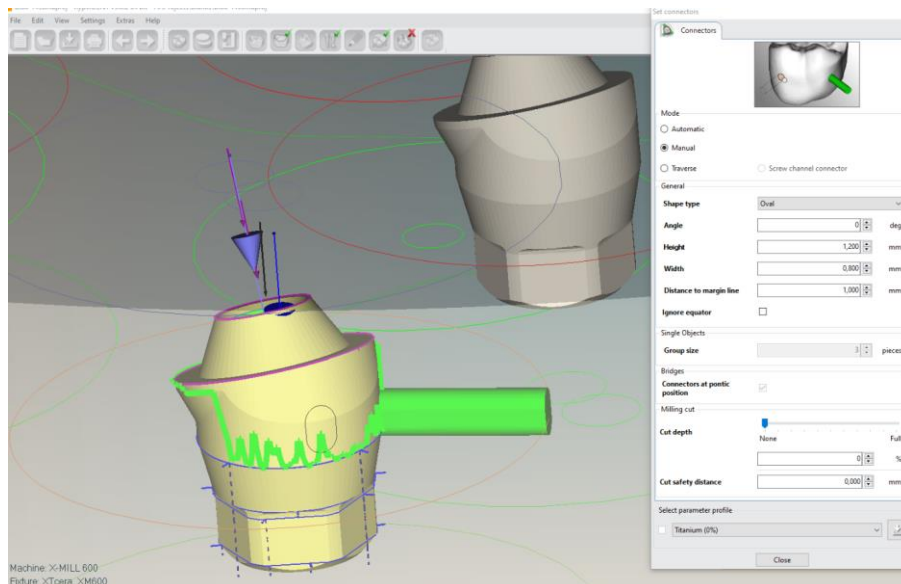 File Edit View Settings Extras Help
Set connectors
Connectors
Mode
Automatic
Manual
Traverse Screw channel connector
General
Shape type Oval
Angle 0 deg
Height 1,200 mm
Width 0,800 mm
Distance to margin line 1,000 mm
Ignore equator
Single Objects
Group size 3 pieces
Bridges
Connectors at pontic
position
Milling cut
Cut depth
None Full
0 %
Cut safety distance 0,000 mm
Select parameter profile
Titanium (0%)
Close
Machine: X-MILL 600
Fixture: XTcera_XM600